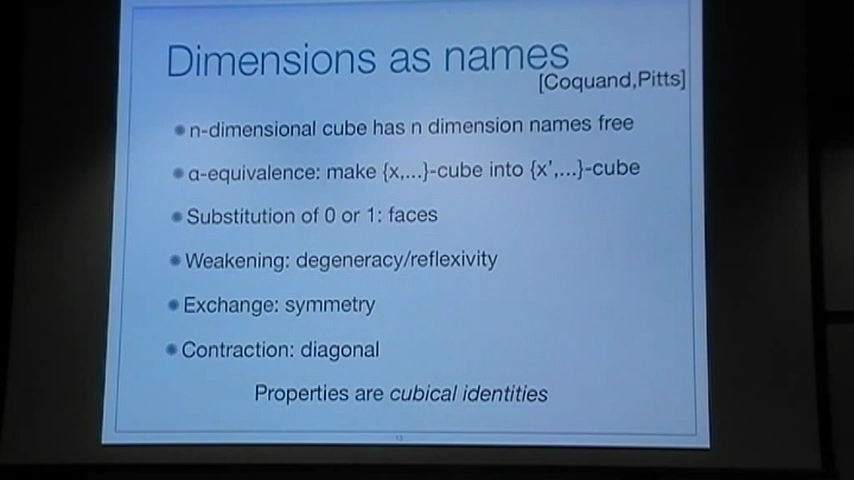 Dimensions as names
[Coquand,Pitts]
n-dimensional cube has n dimension names free
α-equivalence: make {x,...}-cube into {x',...}-cube
Substitution of 0 or 1: faces
Weakening: degeneracy/reflexivity
Exchange: symmetry
Contraction: diagonal
Properties are cubical identities